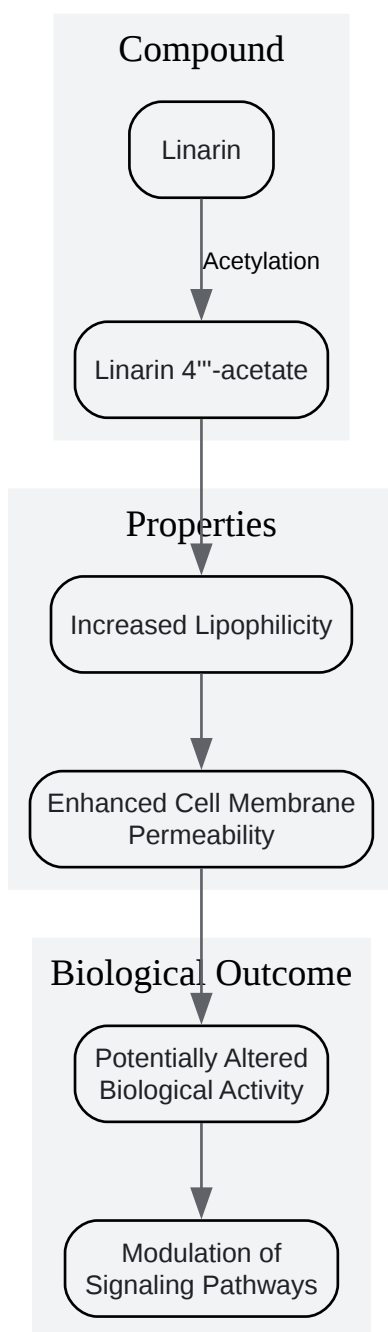 Compound
Linarin
Acetylation
Linarin 4'''-acetate
Properties
Increased Lipophilicity
Enhanced Cell Membrane
Permeability
Biological Outcome
Potentially Altered
Biological Activity
Modulation of
Signaling Pathways